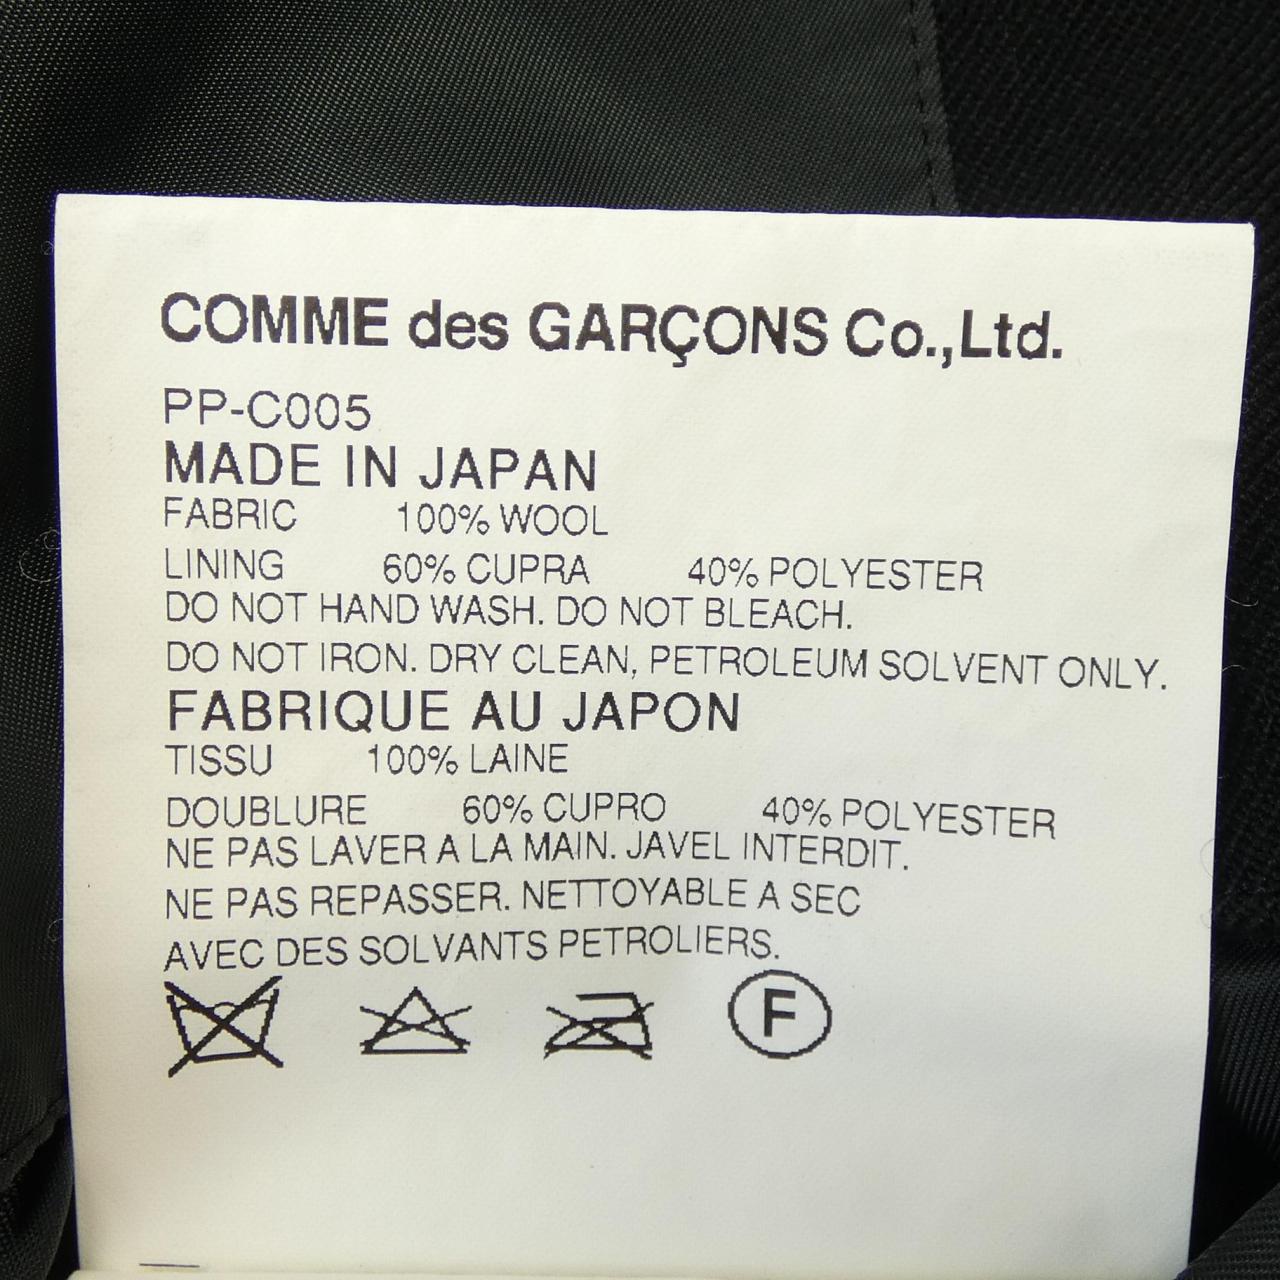 COMME des GARÇONS Co.,Ltd.
PP-C005
MADE IN JAPAN
FABRIC 100% WOOL
LINING 60% CUPRA 40% POLYESTER
DO NOT HAND WASH. DO NOT BLEACH.
DO NOT IRON. DRY CLEAN, PETROLEUM SOLVENT ONLY.
FABRIQUE AU JAPON
TISSU 100% LAINE
DOUBLURE 60% CUPRO 40% POLYESTER
NE PAS LAVER A LA MAIN. JAVEL INTERDIT.
NE PAS REPASSER. NETTOYABLE A SEC
AVEC DES SOLVANTS PETROLIERS.
F